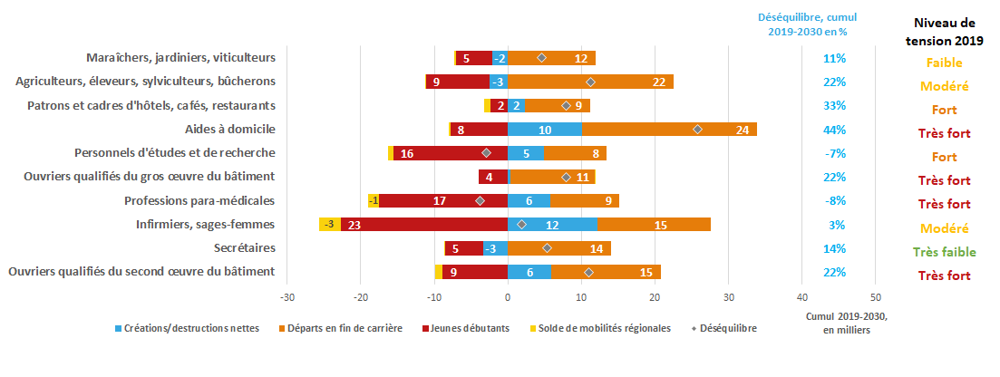 Déséquilibre, cumul
2019-2030 en %
Niveau de
tension 2019
Maraîchers, jardiniers, viticulteurs 5 -2 12 11% Faible
Agriculteurs, éleveurs, sylviculteurs, bûcherons 9 -3 22 22% Modéré
Patrons et cadres d'hôtels, cafés, restaurants 2 2 9 33% Fort
Aides à domicile 8 10 24 44% Très fort
Personnels d'études et de recherche 16 5 8 -7% Fort
Ouvriers qualifiés du gros œuvre du bâtiment 4 11 22% Très fort
Professions para-médicales -1 17 6 9 -8% Très fort
Infirmiers, sages-femmes -3 23 12 15 3% Modéré
Secrétaires 5 -3 14 14% Très faible
Ouvriers qualifiés du second œuvre du bâtiment 9 6 15 22% Très fort
-30 -20 -10 0 10 20 30 40 50
Créations/destructions nettes Départs en fin de carrière Jeunes débutants Solde de mobilités régionales Déséquilibre
Cumul 2019-2030,
en milliers